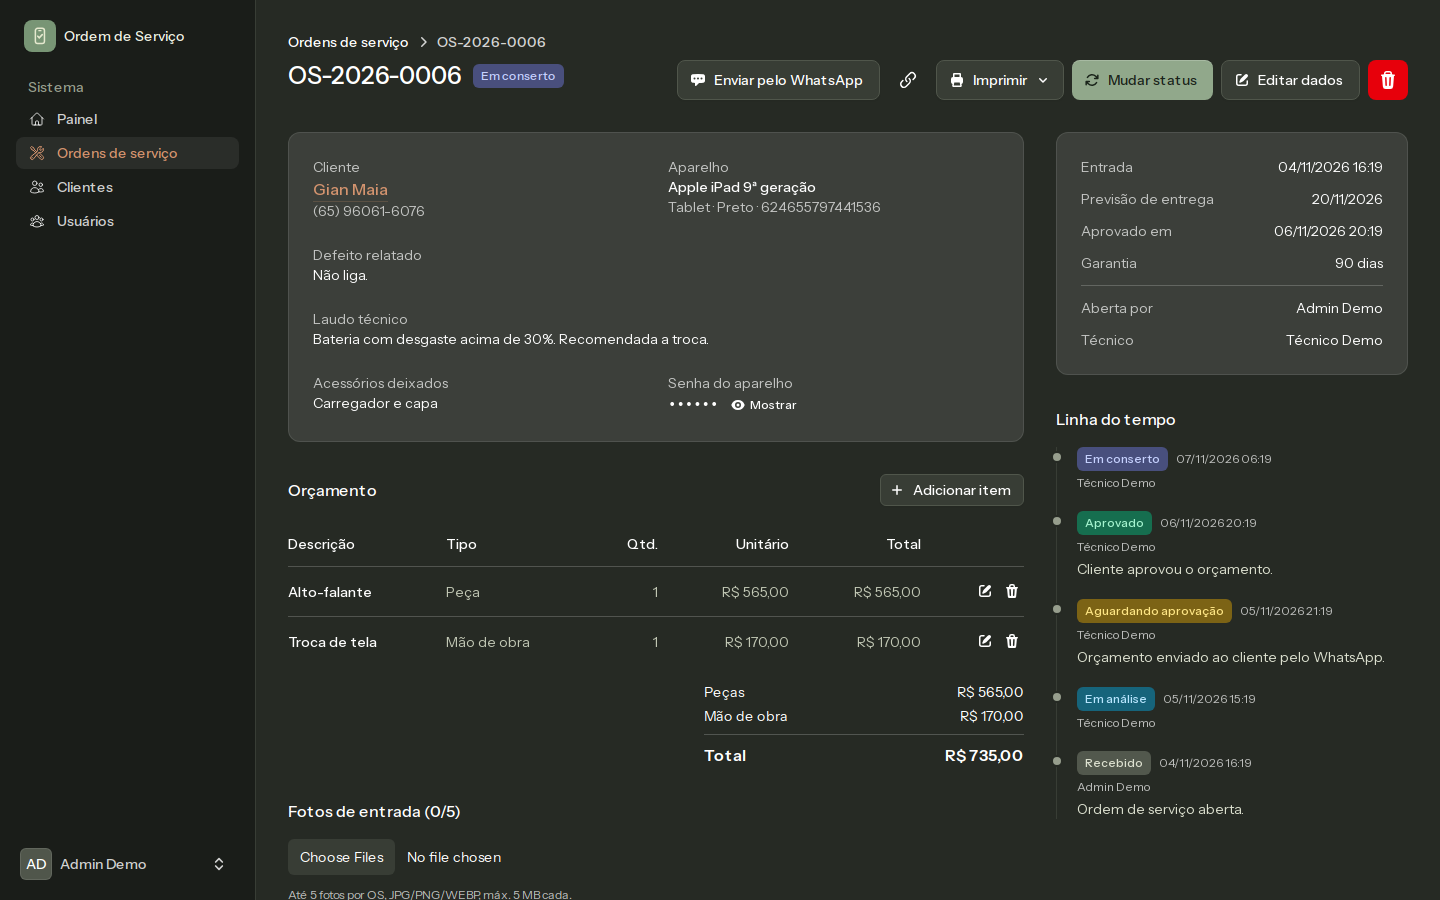 Ordem de Serviço
Sistema
Painel
Ordens de serviço
Clientes
Usuários
AD Admin Demo
Ordens de serviço > OS-2026-0006
OS-2026-0006 Em conserto
Enviar pelo WhatsApp
Imprimir
Mudar status
Editar dados
Cliente
Gian Maia
(65) 96061-6076
Aparelho
Apple iPad 9ª geração
Tablet · Preto · 624655797441536
Defeito relatado
Não liga.
Laudo técnico
Bateria com desgaste acima de 30%. Recomendada a troca.
Acessórios deixados
Carregador e capa
Senha do aparelho
•••••• Mostrar
Orçamento
+ Adicionar item
Descrição Tipo Qtd. Unitário Total
Alto-falante Peça 1 R$ 565,00 R$ 565,00
Troca de tela Mão de obra 1 R$ 170,00 R$ 170,00
Peças R$ 565,00
Mão de obra R$ 170,00
Total R$ 735,00
Fotos de entrada (0/5)
Choose Files No file chosen
Até 5 fotos por OS, JPG/PNG/WEBP, máx. 5 MB cada.
Entrada 04/11/2026 16:19
Previsão de entrega 20/11/2026
Aprovado em 06/11/2026 20:19
Garantia 90 dias
Aberta por Admin Demo
Técnico Técnico Demo
Linha do tempo
Em conserto 07/11/2026 06:19
Técnico Demo
Aprovado 06/11/2026 20:19
Técnico Demo
Cliente aprovou o orçamento.
Aguardando aprovação 05/11/2026 21:19
Técnico Demo
Orçamento enviado ao cliente pelo WhatsApp.
Em análise 05/11/2026 15:19
Técnico Demo
Recebido 04/11/2026 16:19
Admin Demo
Ordem de serviço aberta.